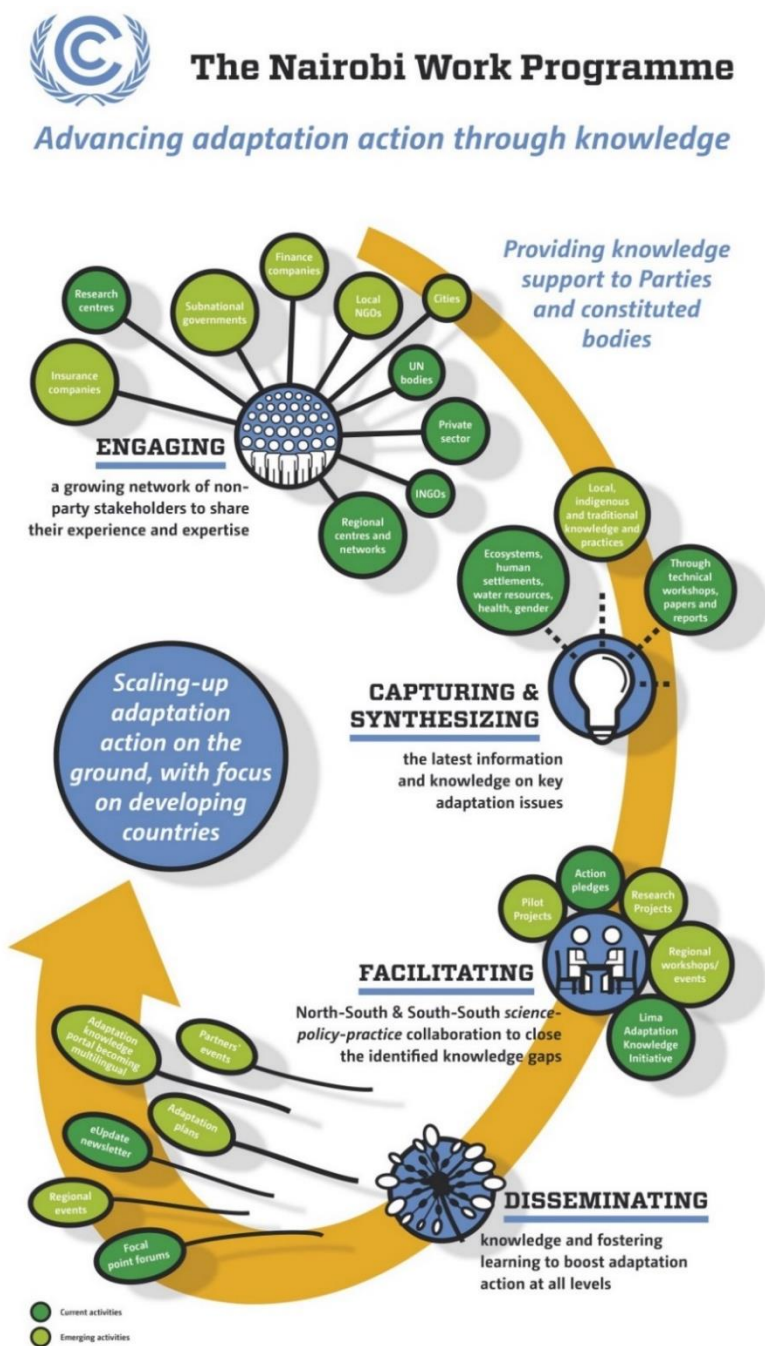 The Nairobi Work Programme
Advancing adaptation action through knowledge
Providing knowledge
support to Parties
and constituted
bodies
Finance
companies
Research
centres
Subnational
governments
Local
NGOs
Cities
Insurance
companies
UN
bodies
Private
sector
INGOs
Regional
centres and
networks
ENGAGING
a growing network of non-
party stakeholders to share
their experience and expertise
Local,
indigenous
and traditional
knowledge and
practices
Ecosystems,
human
settlements,
water resources,
health, gender
Through
technical
workshops,
papers and
reports
CAPTURING &
SYNTHESIZING
the latest information
and knowledge on key
adaptation issues
Scaling-up
adaptation
action on the
ground, with focus
on developing
countries
Pilot
Projects
Action
pledges
Research
Projects
Regional
workshops/
events
Lima
Adaptation
Knowledge
Initiative
FACILITATING
North-South & South-South science-
policy-practice collaboration to close
the identified knowledge gaps
Adaptation
knowledge
portal becoming
multilingual
Partners'
events
Adaptation
plans
eUpdate
newsletter
Regional
events
Focal
point forums
DISSEMINATING
knowledge and fostering
learning to boost adaptation
action at all levels
Current activities
Emerging activities